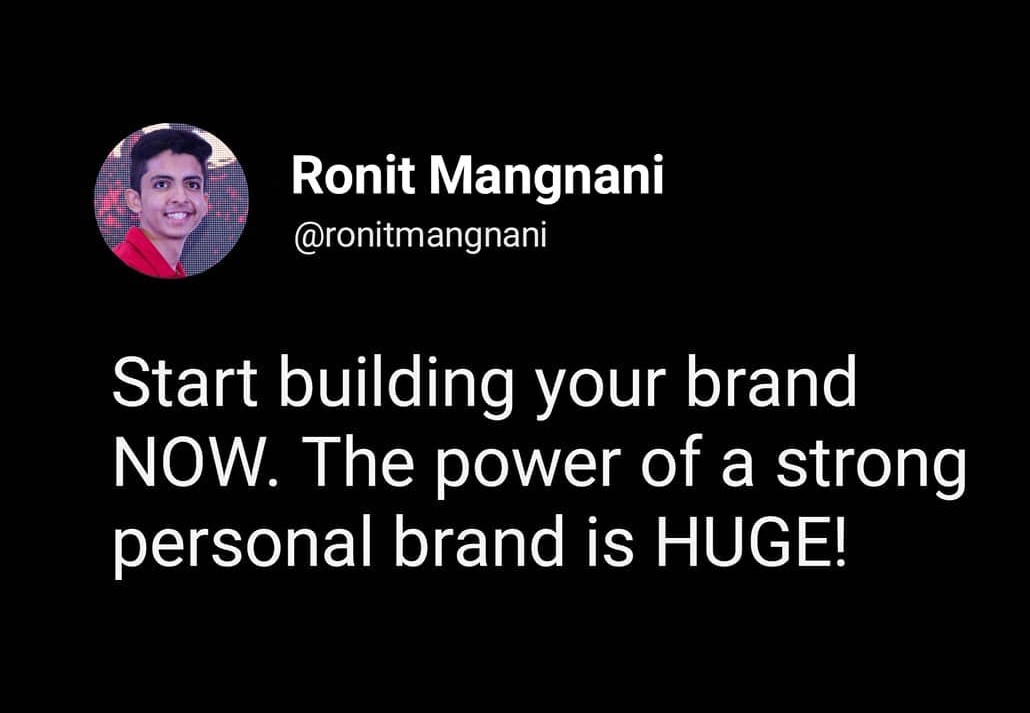 Ronit Mangnani
@ronitmangnani
Start building your brand
NOW. The power of a strong
personal brand is HUGE!